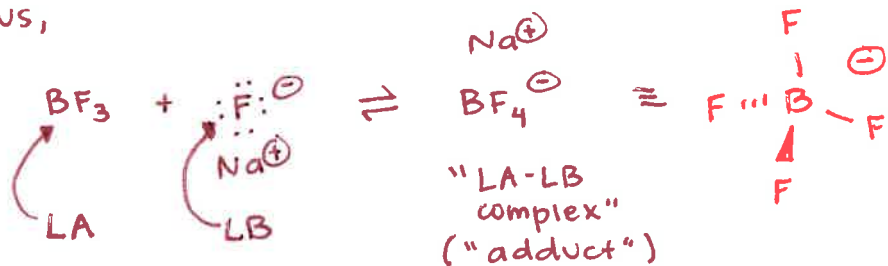 us,
BF₃ + :F:⊖ ⇌ BF₄⊖ ≡
Na⊕
Na⊕
LA
LB
"LA-LB
complex"
("adduct")
F
⊖
F B F
F